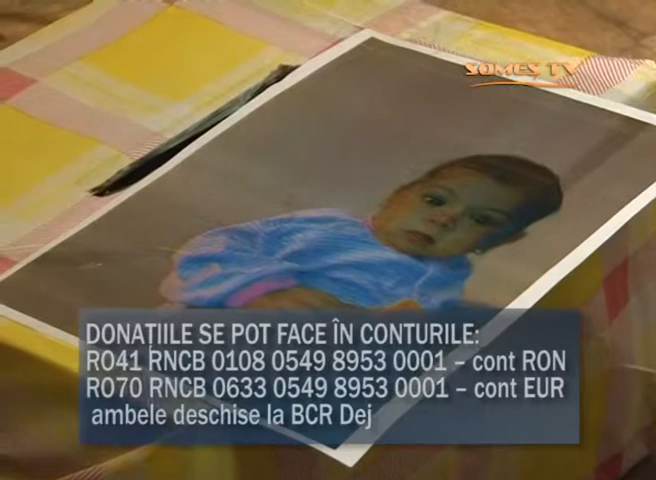 SOMEȘ TV
DONAȚIILE SE POT FACE ÎN CONTURILE:
RO41 RNCB 0108 0549 8953 0001 – cont RON
RO70 RNCB 0633 0549 8953 0001 – cont EUR
ambele deschise la BCR Dej